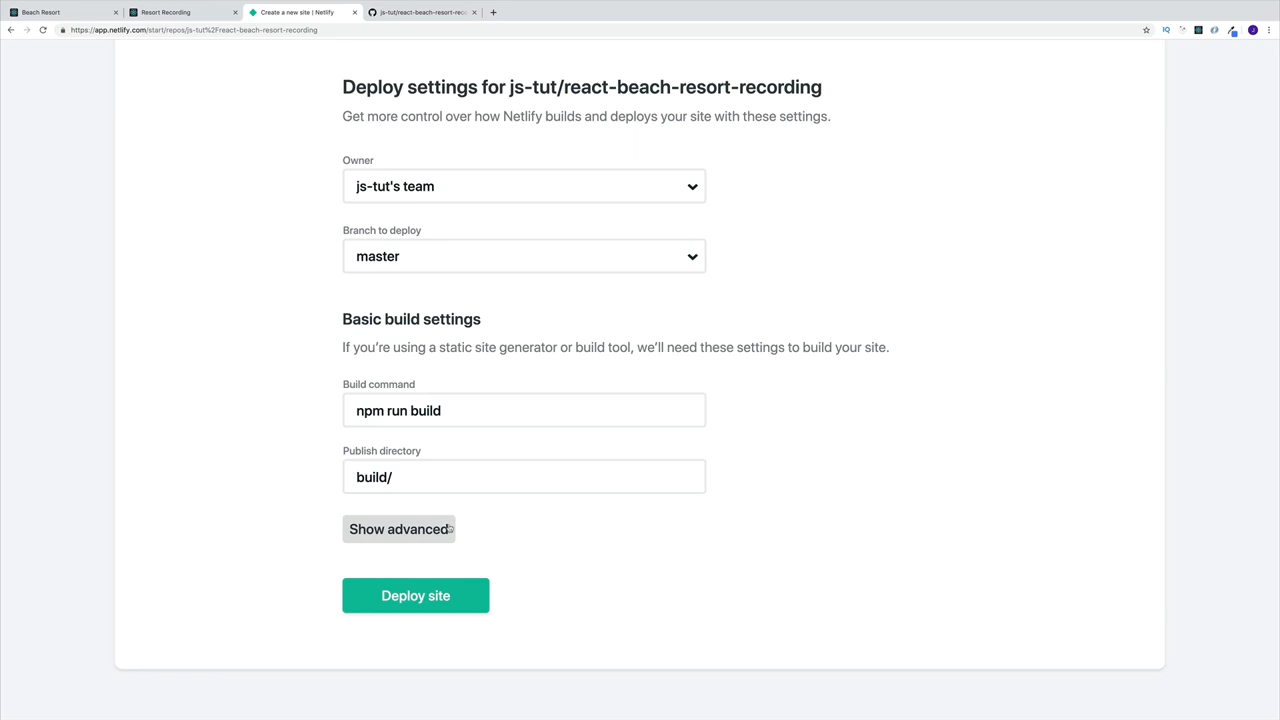 Beach Resort
Resort Recording
Create a new site | Netlify
js-tut/react-beach-resort-rec
https://app.netlify.com/start/repos/js-tut%2Freact-beach-resort-recording
IQ
J
Deploy settings for js-tut/react-beach-resort-recording
Get more control over how Netlify builds and deploys your site with these settings.
Owner
js-tut's team
Branch to deploy
master
Basic build settings
If you’re using a static site generator or build tool, we’ll need these settings to build your site.
Build command
npm run build
Publish directory
build/
Show advanced
Deploy site